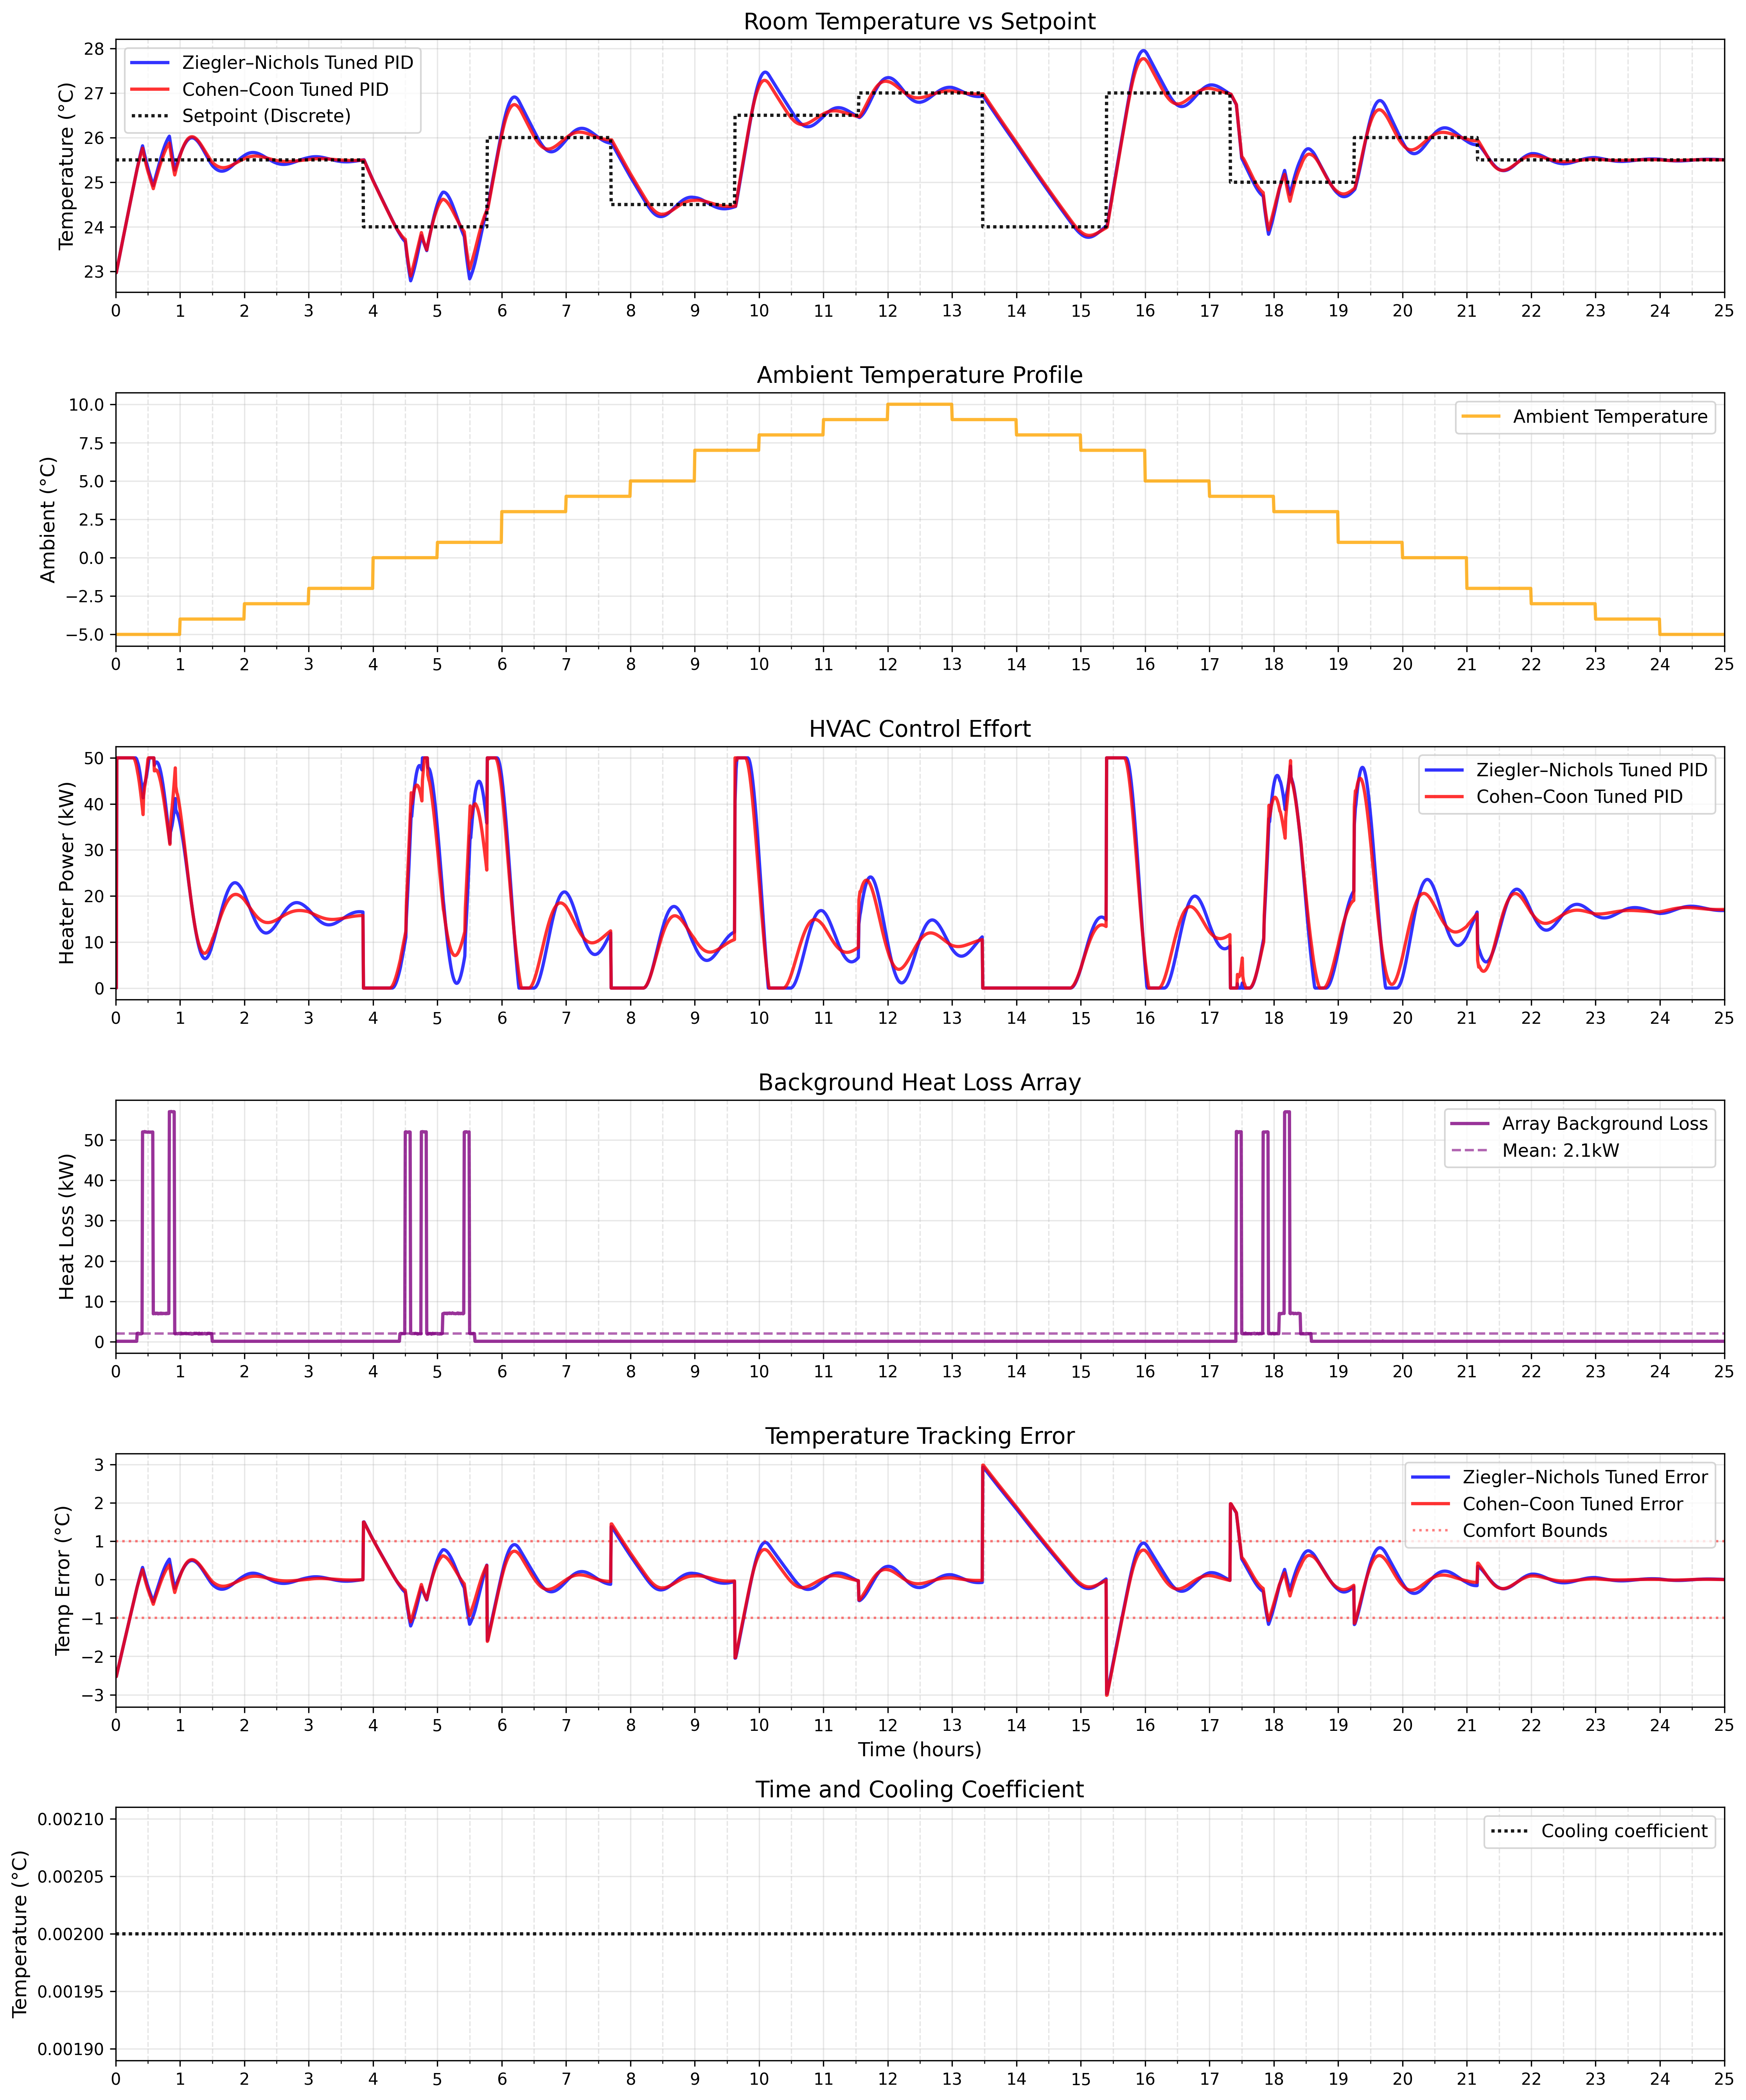 Room Temperature vs Setpoint
Temperature (°C)
28
27
26
25
24
23
Ziegler–Nichols Tuned PID
Cohen–Coon Tuned PID
Setpoint (Discrete)
0 1 2 3 4 5 6 7 8 9 10 11 12 13 14 15 16 17 18 19 20 21 22 23 24 25
Ambient Temperature Profile
Ambient (°C)
10.0
7.5
5.0
2.5
0.0
−2.5
−5.0
Ambient Temperature
0 1 2 3 4 5 6 7 8 9 10 11 12 13 14 15 16 17 18 19 20 21 22 23 24 25
HVAC Control Effort
Heater Power (kW)
50
40
30
20
10
0
Ziegler–Nichols Tuned PID
Cohen–Coon Tuned PID
0 1 2 3 4 5 6 7 8 9 10 11 12 13 14 15 16 17 18 19 20 21 22 23 24 25
Background Heat Loss Array
Heat Loss (kW)
50
40
30
20
10
0
Array Background Loss
Mean: 2.1kW
0 1 2 3 4 5 6 7 8 9 10 11 12 13 14 15 16 17 18 19 20 21 22 23 24 25
Temperature Tracking Error
Temp Error (°C)
3
2
1
0
−1
−2
−3
Ziegler–Nichols Tuned Error
Cohen–Coon Tuned Error
Comfort Bounds
0 1 2 3 4 5 6 7 8 9 10 11 12 13 14 15 16 17 18 19 20 21 22 23 24 25
Time (hours)
Time and Cooling Coefficient
Temperature (°C)
0.00210
0.00205
0.00200
0.00195
0.00190
Cooling coefficient
0 1 2 3 4 5 6 7 8 9 10 11 12 13 14 15 16 17 18 19 20 21 22 23 24 25